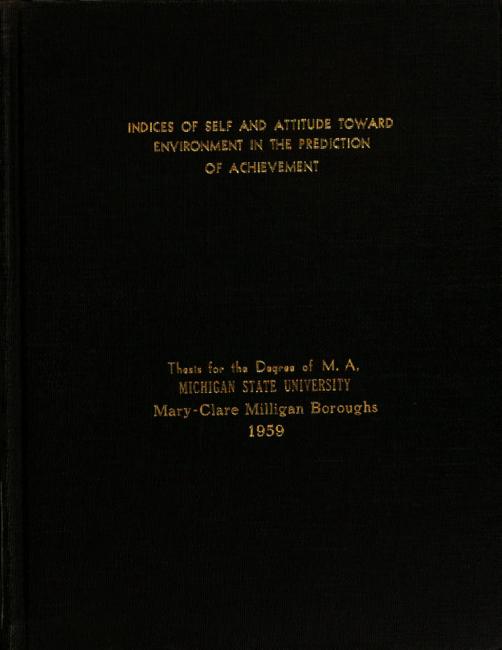 INDICES OF SELF AND ATTITUDE TOWARD
ENVIRONMENT IN THE PREDICTION
OF ACHIEVEMENT
Thesis for the Degree of M. A.
MICHIGAN STATE UNIVERSITY
Mary-Clare Milligan Boroughs
1959